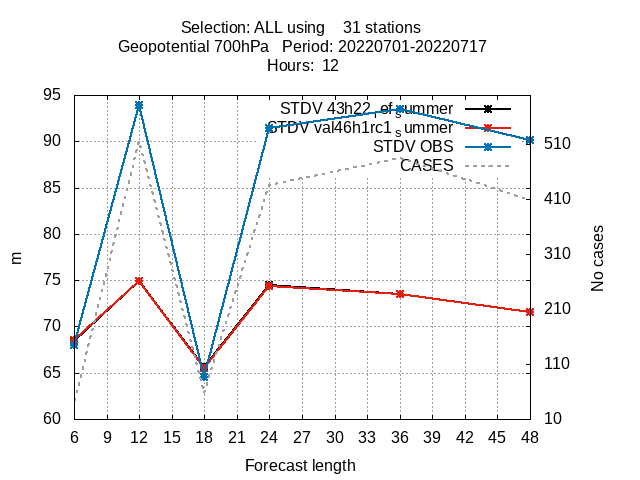 Selection: ALL using    31 stations
Geopotential 700hPa   Period: 20220701-20220717
Hours:  12
STDV 43h22_ref_summer
STDV val46h1rc1_summer
STDV OBS
CASES
95
90
85
80
75
70
65
60
m
510
410
310
210
110
10
No cases
6 9 12 15 18 21 24 27 30 33 36 39 42 45 48
Forecast length